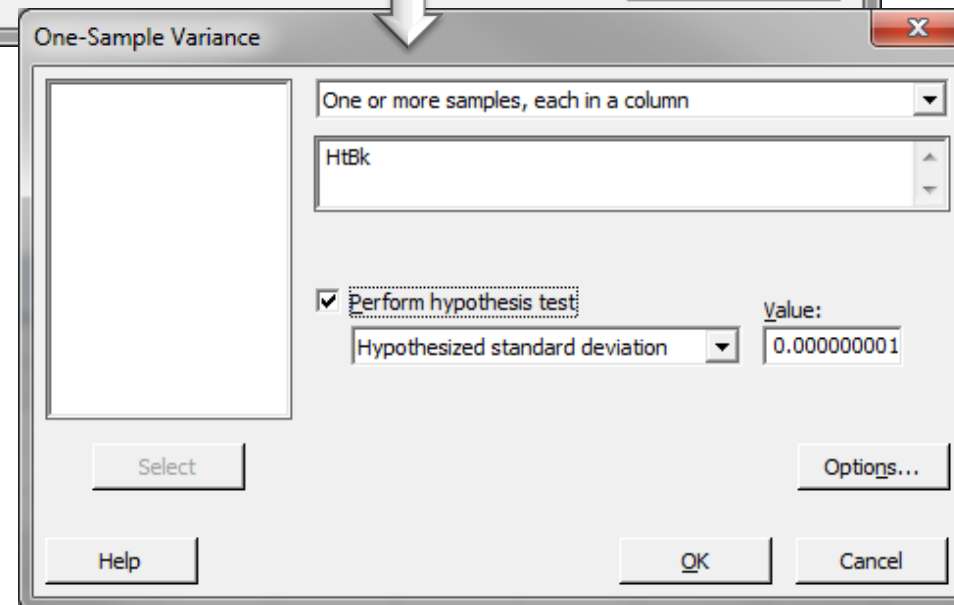 One-Sample Variance
x
One or more samples, each in a column
HtBk
Perform hypothesis test
Value:
Hypothesized standard deviation
0.000000001
Select
Options...
Help
OK
Cancel